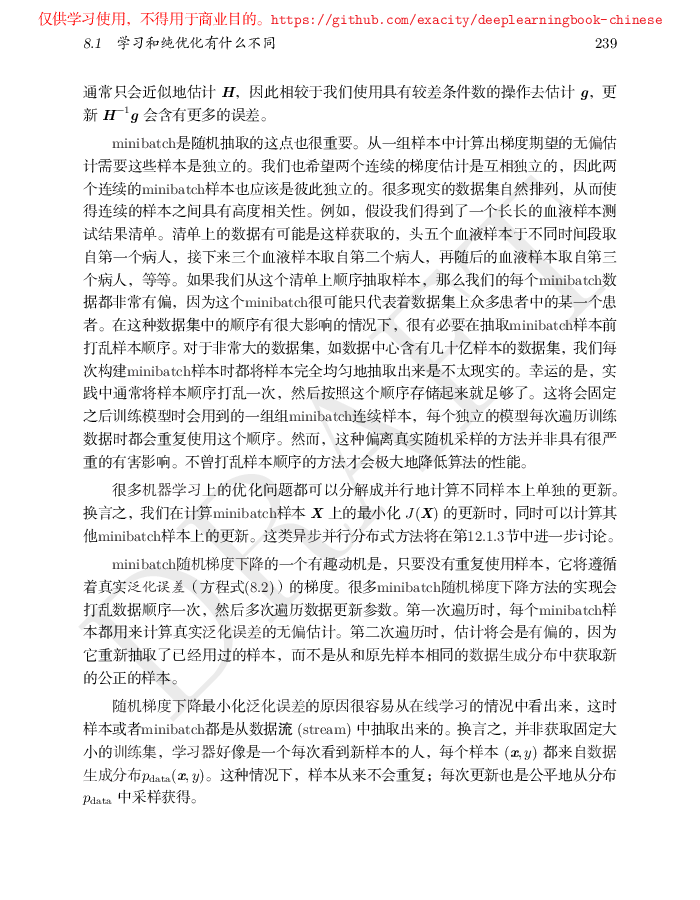 仅供学习使用，不得用于商业目的。https://github.com/exacity/deeplearningbook-chinese
8.1 学习和纯优化有什么不同 239
通常只会近似地估计 H，因此相较于我们使用具有较差条件数的操作去估计 g，更
新 H⁻¹g 会含有更多的误差。
minibatch是随机抽取的这点也很重要。从一组样本中计算出梯度期望的无偏估
计需要这些样本是独立的。我们也希望两个连续的梯度估计是互相独立的，因此两
个连续的minibatch样本也应该是彼此独立的。很多现实的数据集自然排列，从而使
得连续的样本之间具有高度相关性。例如，假设我们得到了一个长长的血液样本测
试结果清单。清单上的数据有可能是这样获取的，头五个血液样本于不同时间段取
自第一个病人，接下来三个血液样本取自第二个病人，再随后的血液样本取自第三
个病人，等等。如果我们从这个清单上顺序抽取样本，那么我们的每个minibatch数
据都非常有偏，因为这个minibatch很可能只代表着数据集上众多患者中的某一个患
者。在这种数据集中的顺序有很大影响的情况下，很有必要在抽取minibatch样本前
打乱样本顺序。对于非常大的数据集，如数据中心含有几十亿样本的数据集，我们每
次构建minibatch样本时都将样本完全均匀地抽取出来是不太现实的。幸运的是，实
践中通常将样本顺序打乱一次，然后按照这个顺序存储起来就足够了。这将会固定
之后训练模型时会用到的一组组minibatch连续样本，每个独立的模型每次遍历训练
数据时都会重复使用这个顺序。然而，这种偏离真实随机采样的方法并非具有很严
重的有害影响。不曾打乱样本顺序的方法才会极大地降低算法的性能。
很多机器学习上的优化问题都可以分解成并行地计算不同样本上单独的更新。
换言之，我们在计算minibatch样本 X 上的最小化 J(X) 的更新时，同时可以计算其
他minibatch样本上的更新。这类异步并行分布式方法将在第12.1.3节中进一步讨论。
minibatch随机梯度下降的一个有趣动机是，只要没有重复使用样本，它将遵循
着真实泛化误差（方程式(8.2)）的梯度。很多minibatch随机梯度下降方法的实现会
打乱数据顺序一次，然后多次遍历数据更新参数。第一次遍历时，每个minibatch样
本都用来计算真实泛化误差的无偏估计。第二次遍历时，估计将会是有偏的，因为
它重新抽取了已经用过的样本，而不是从和原先样本相同的数据生成分布中获取新
的公正的样本。
随机梯度下降最小化泛化误差的原因很容易从在线学习的情况中看出来，这时
样本或者minibatch都是从数据流 (stream) 中抽取出来的。换言之，并非获取固定大
小的训练集，学习器好像是一个每次看到新样本的人，每个样本 (x, y) 都来自数据
生成分布p_data(x, y)。这种情况下，样本从来不会重复；每次更新也是公平地从分布
p_data 中采样获得。
DRAFT